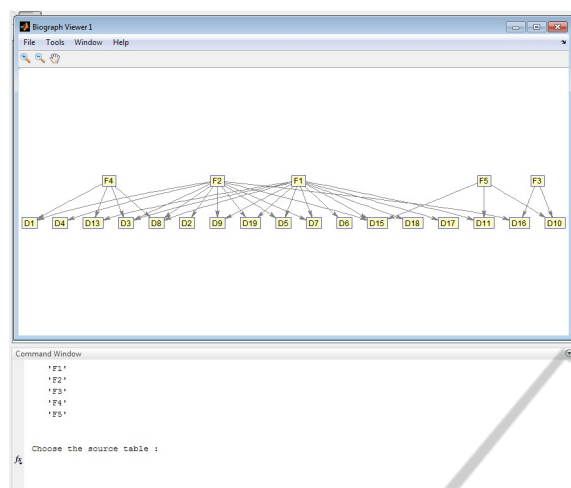 Biograph Viewer 1
File Tools Window Help
F4 F2 F1 F5 F3
D1 D4 D13 D3 D8 D2 D9 D19 D5 D7 D6 D15 D18 D17 D11 D16 D10
Command Window
'F1'
'F2'
'F3'
'F4'
'F5'
Choose the source table :
fx